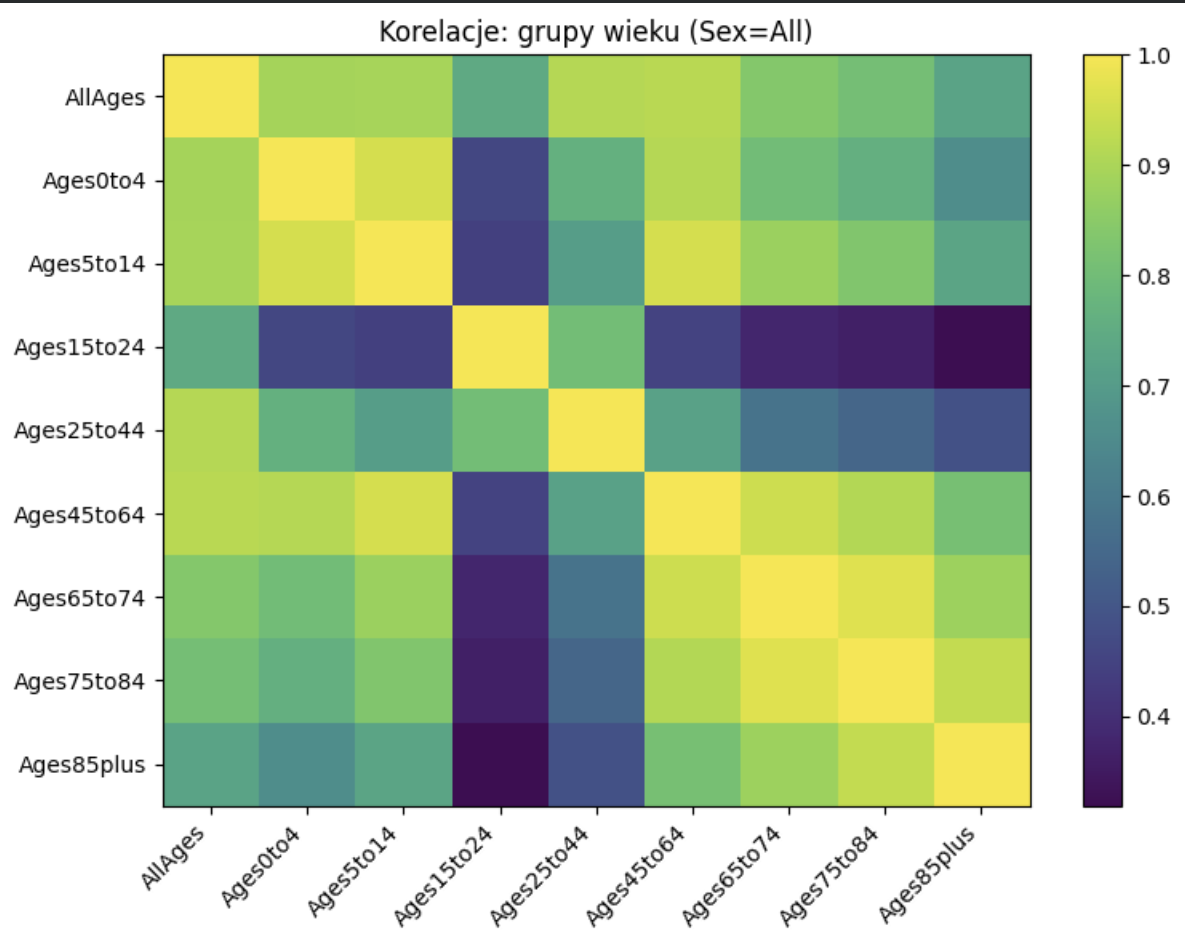 Korelacje: grupy wieku (Sex=All)
AllAges
Ages0to4
Ages5to14
Ages15to24
Ages25to44
Ages45to64
Ages65to74
Ages75to84
Ages85plus
AllAges
Ages0to4
Ages5to14
Ages15to24
Ages25to44
Ages45to64
Ages65to74
Ages75to84
Ages85plus
1.0
0.9
0.8
0.7
0.6
0.5
0.4